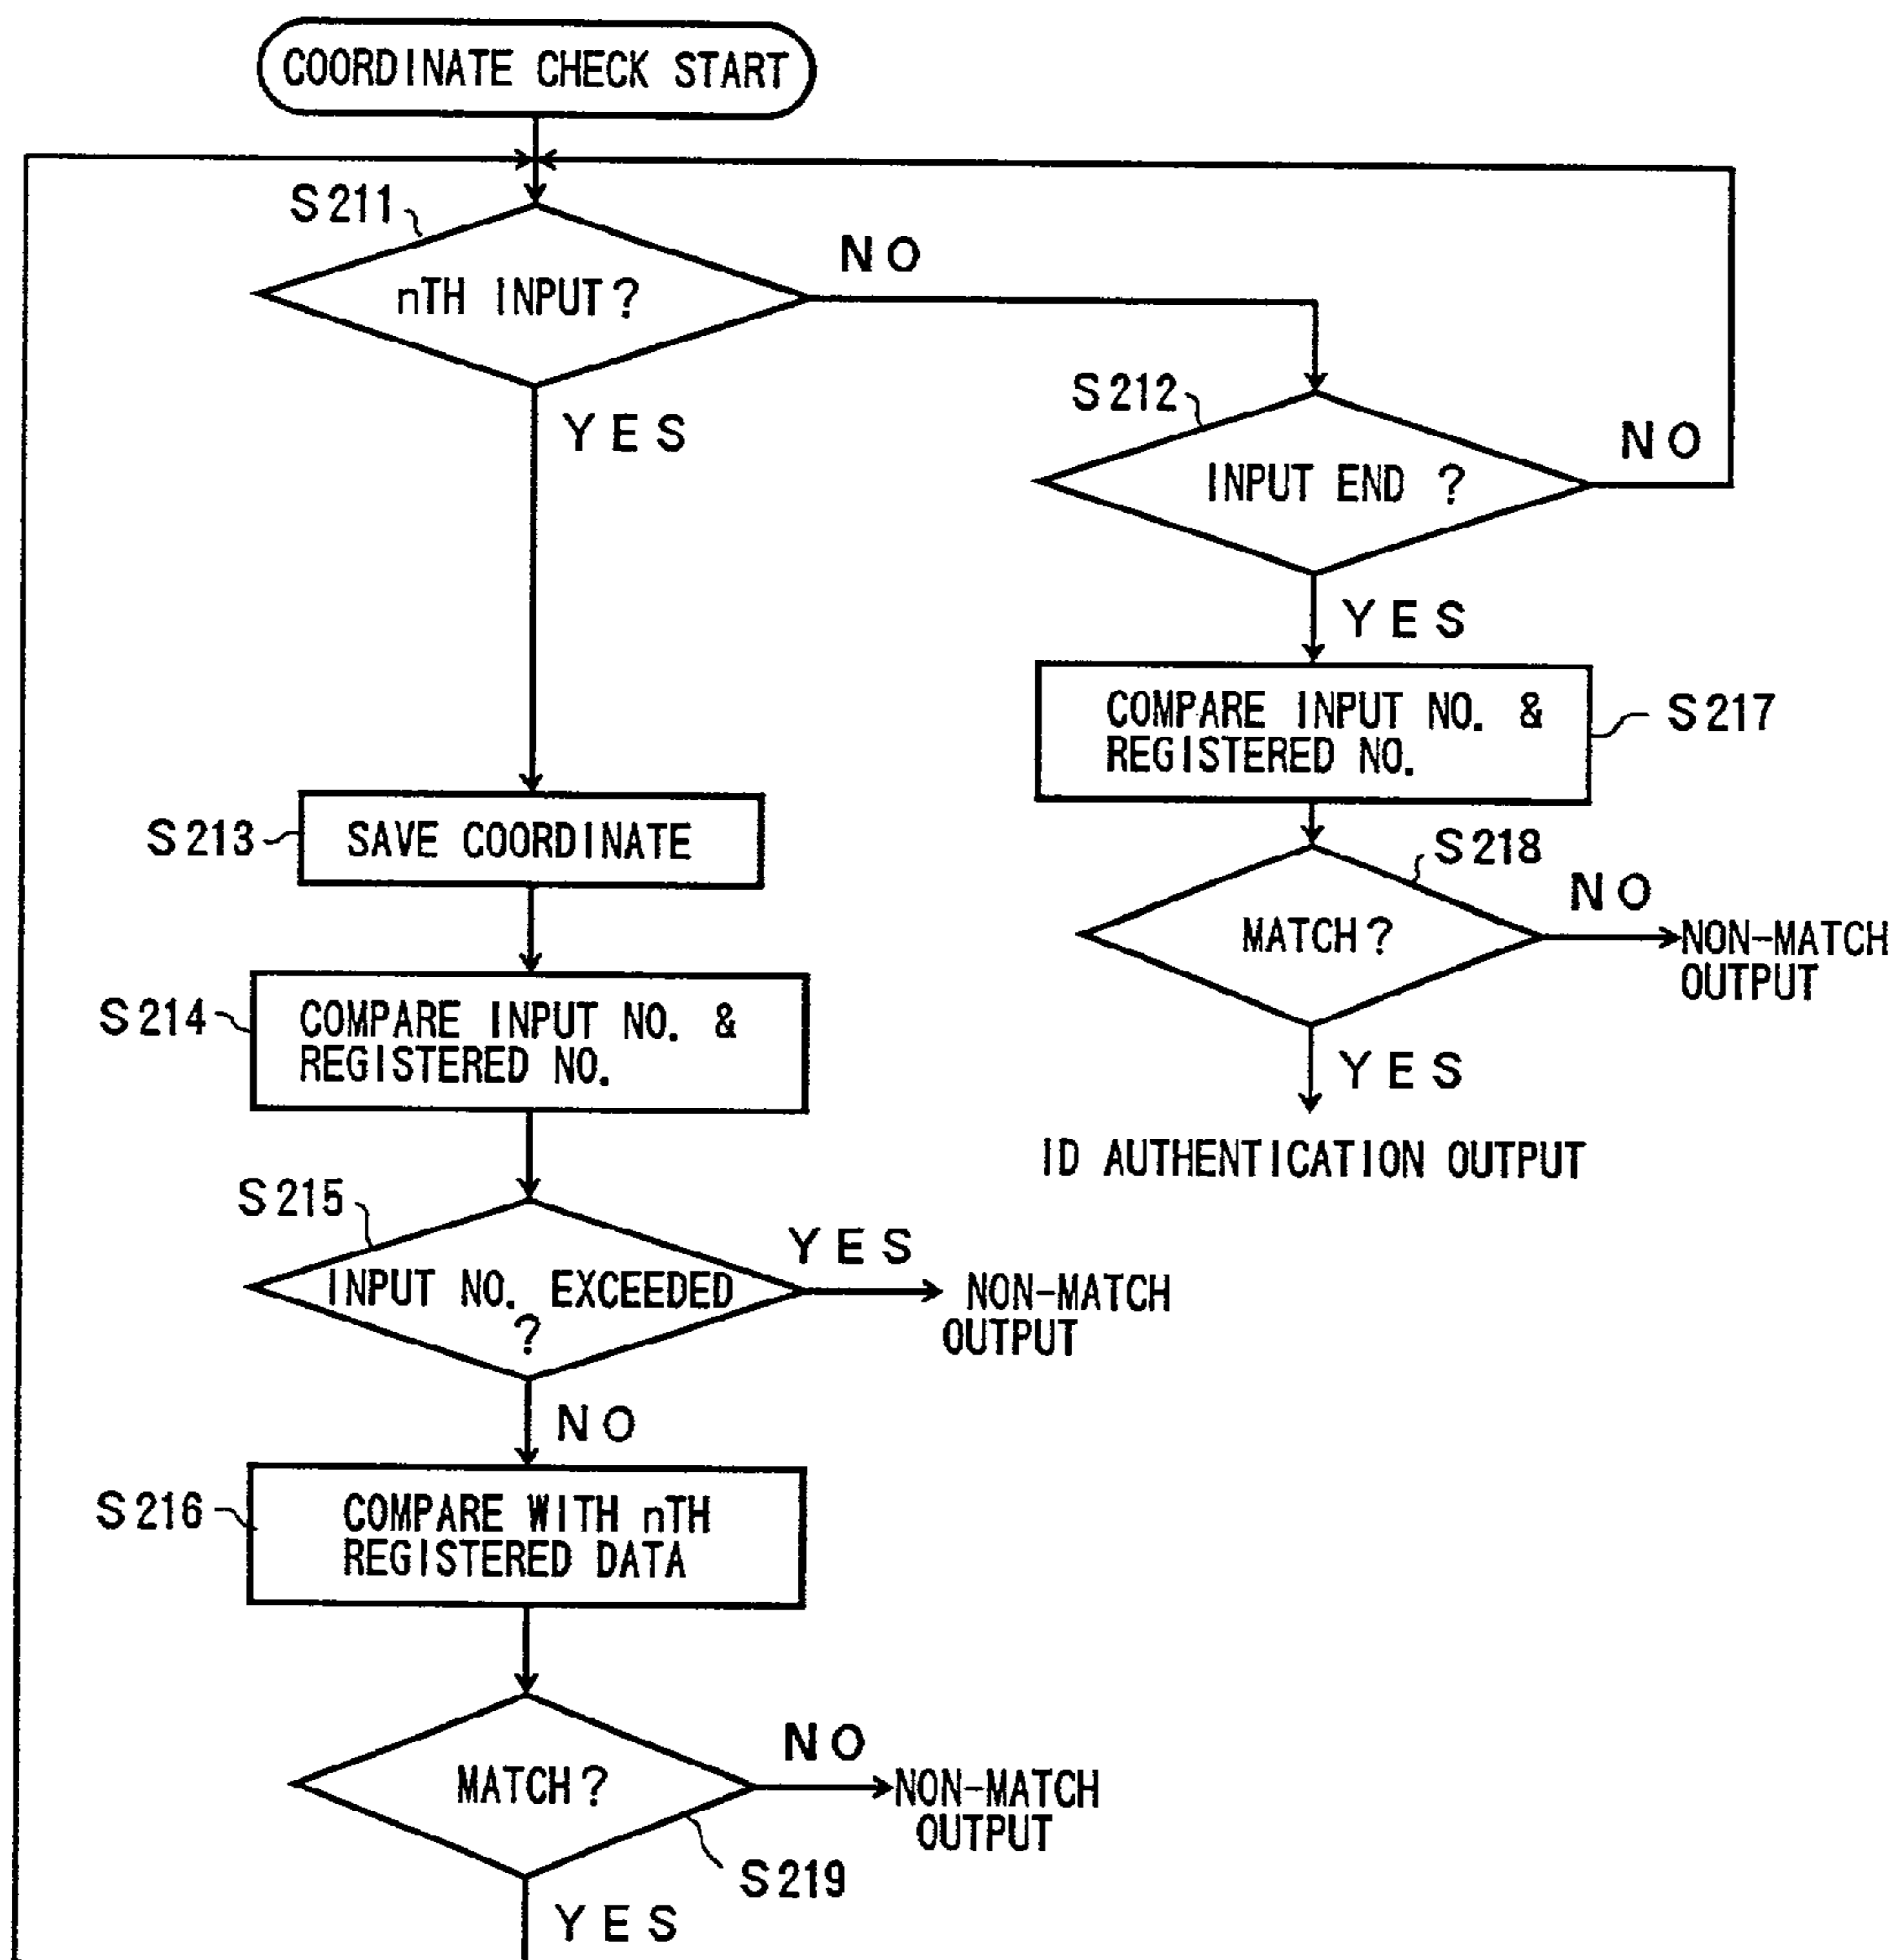 COORDINATE CHECK START
S211
nTH INPUT?
NO
YES
S212
INPUT END ?
NO
YES
COMPARE INPUT NO. &
REGISTERED NO.
S217
S213
SAVE COORDINATE
S218
MATCH?
NO
NON-MATCH
OUTPUT
YES
ID AUTHENTICATION OUTPUT
S214
COMPARE INPUT NO. &
REGISTERED NO.
S215
INPUT NO. EXCEEDED
?
YES
NON-MATCH
OUTPUT
NO
S216
COMPARE WITH nTH
REGISTERED DATA
MATCH?
NO
NON-MATCH
OUTPUT
S219
YES